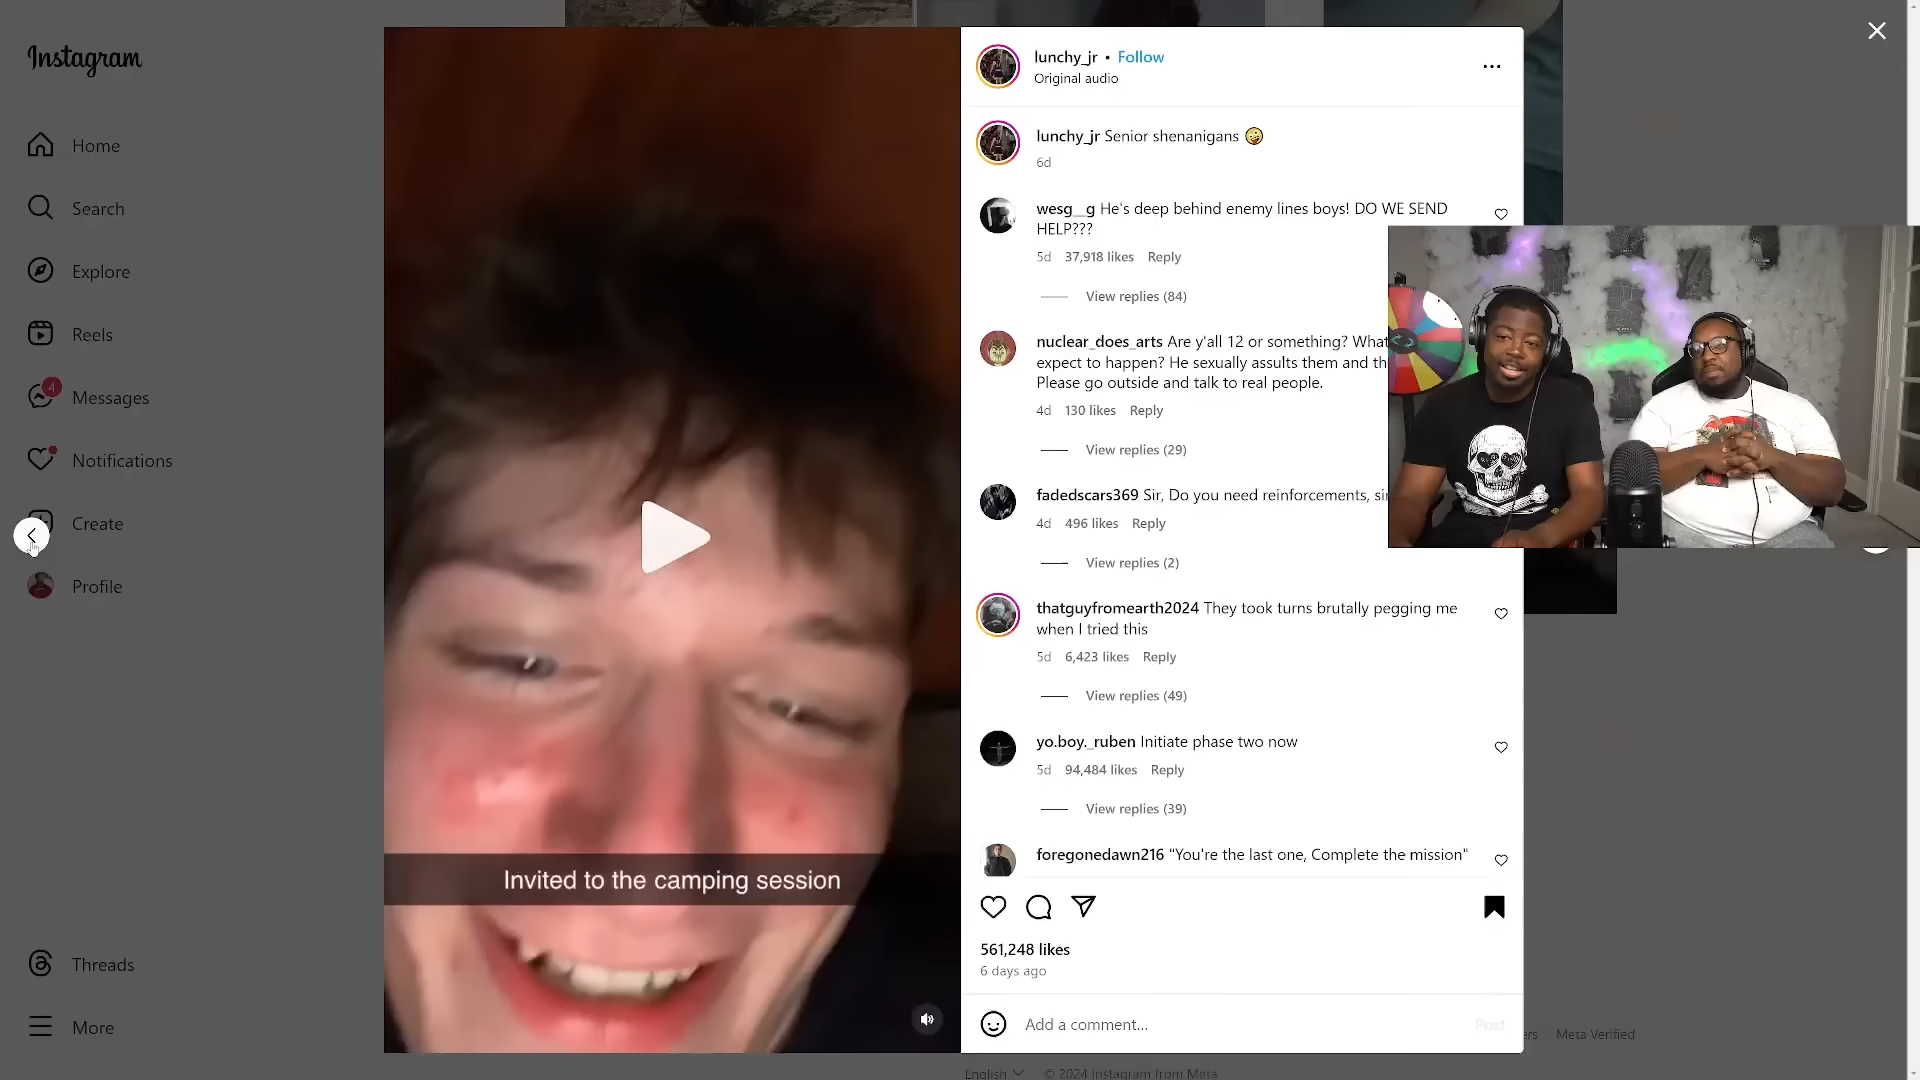 Instagram
Home
Search
Explore
Reels
4
Messages
Notifications
Create
Profile
Threads
More
Invited to the camping session
lunchy_jr • Follow
Original audio
lunchy_jr Senior shenanigans
6d
wesg__g He's deep behind enemy lines boys! DO WE SEND
HELP???
5d 37,918 likes Reply
View replies (84)
nuclear_does_arts Are y'all 12 or something? What
expect to happen? He sexually assults them and th
Please go outside and talk to real people.
4d 130 likes Reply
View replies (29)
fadedscars369 Sir, Do you need reinforcements, si
4d 496 likes Reply
View replies (2)
thatguyfromearth2024 They took turns brutally pegging me
when I tried this
5d 6,423 likes Reply
View replies (49)
yo.boy._ruben Initiate phase two now
5d 94,484 likes Reply
View replies (39)
foregonedawn216 "You're the last one, Complete the mission"
561,248 likes
6 days ago
Add a comment...
Post
ers Meta Verified
English © 2024 Instagram from Meta